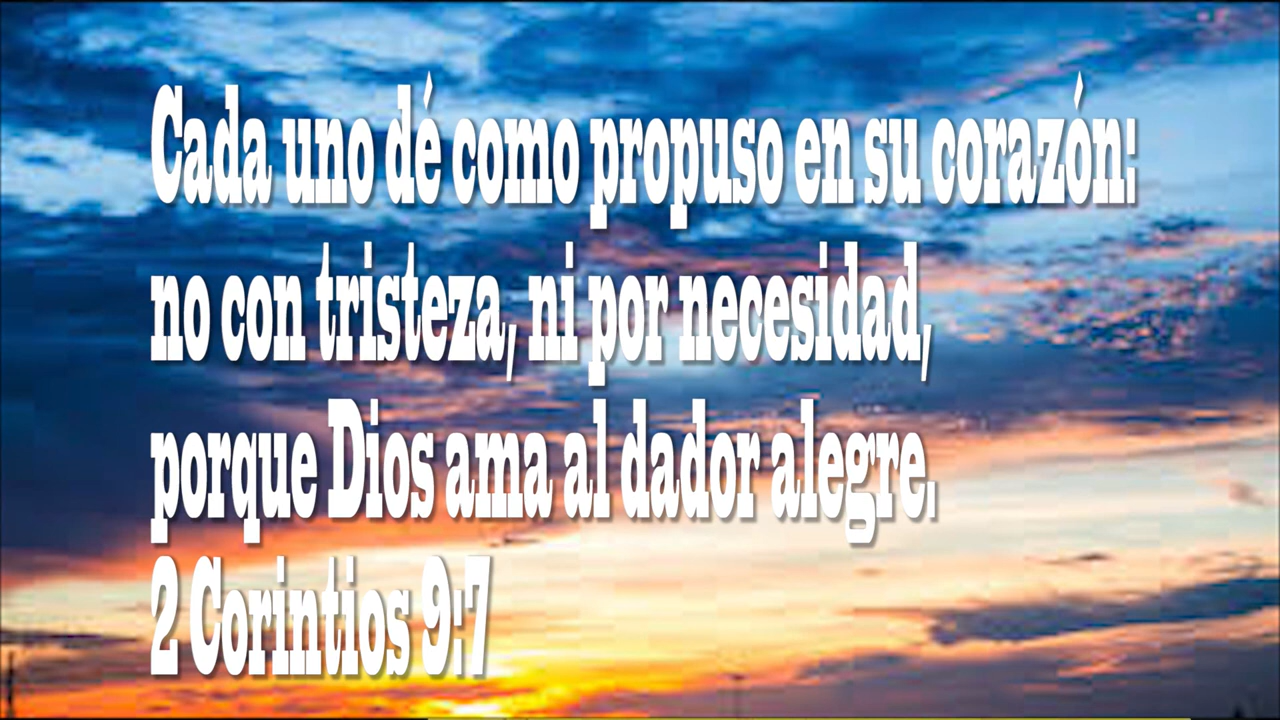 Cada uno dé como propuso en su corazón:
no con tristeza, ni por necesidad,
porque Dios ama al dador alegre.
2 Corintios 9:7